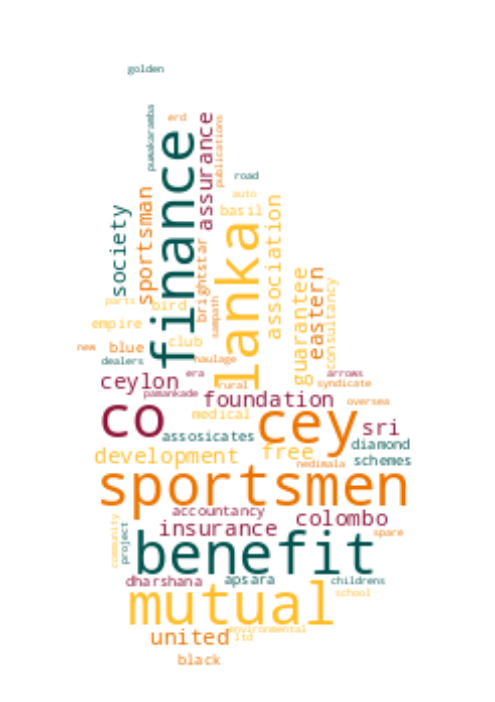 golden
punakaramba
erd
finance
assurance
publications
road
sportsman
auto
society
basil
lanka
association
brightstar
sampath
parts
bird
guarantee
eastern
consultancy
empire
new
blue
club
dealers
haulage
ceylon
era
rural
arrows
syndicate
pamankade
foundation
oversea
co
medical
cey
sri
assosicates
diamond
development
free
nedimala
schemes
sportsmen
accountancy
colombo
community
project
insurance
spare
benefit
dharshana
apsara
childrens
mutual
school
united
environmental
ltd
black